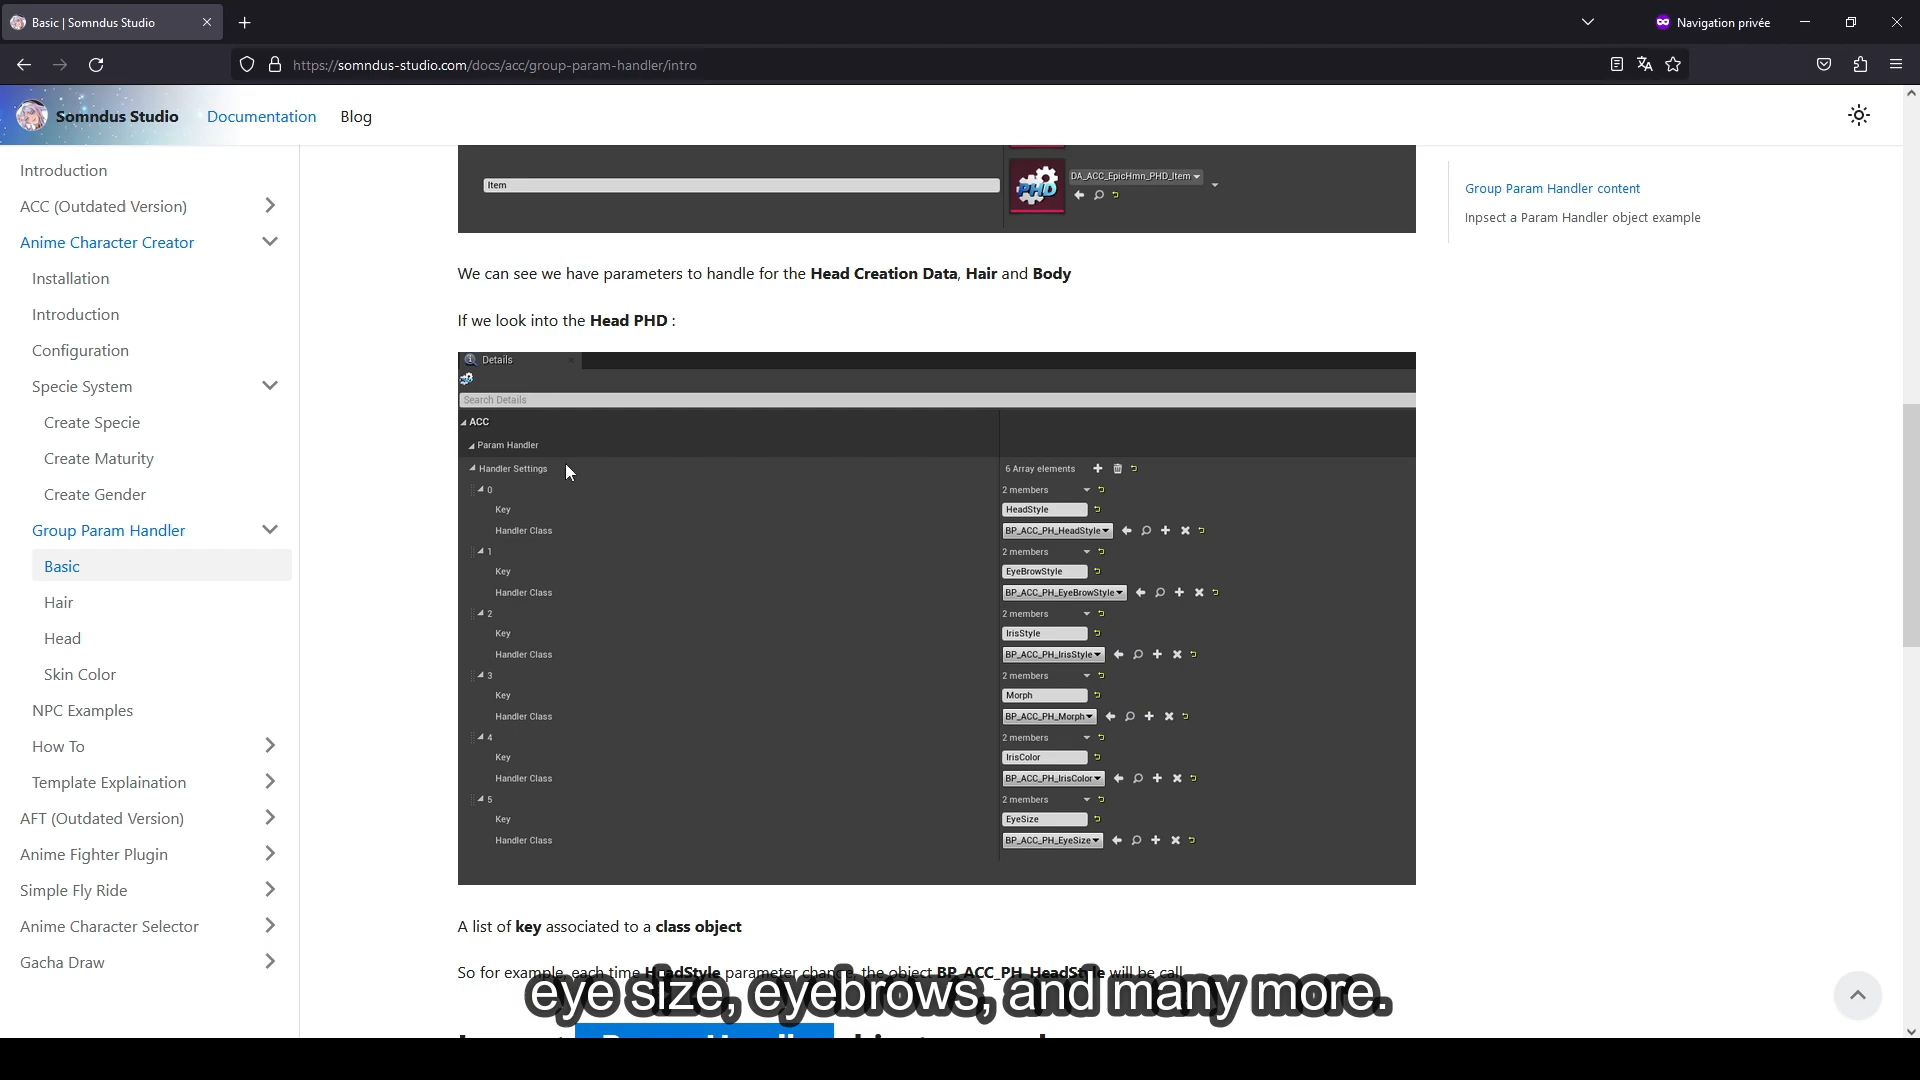 Basic | Somndus Studio
Navigation privée
https://somndus-studio.com/docs/acc/group-param-handler/intro
Somndus Studio
Documentation
Blog
Introduction
ACC (Outdated Version)
Anime Character Creator
Installation
Introduction
Configuration
Specie System
Create Specie
Create Maturity
Create Gender
Group Param Handler
Basic
Hair
Head
Skin Color
NPC Examples
How To
Template Explaination
AFT (Outdated Version)
Anime Fighter Plugin
Simple Fly Ride
Anime Character Selector
Gacha Draw
Item
PHD
DA_ACC_EpicHmn_PHD_Item
We can see we have parameters to handle for the Head Creation Data, Hair and Body
If we look into the Head PHD :
Details
Search Details
ACC
Param Handler
Handler Settings 6 Array elements
0 2 members
Key HeadStyle
Handler Class BP_ACC_PH_HeadStyle
1 2 members
Key EyeBrowStyle
Handler Class BP_ACC_PH_EyeBrowStyle
2 2 members
Key IrisStyle
Handler Class BP_ACC_PH_IrisStyle
3 2 members
Key Morph
Handler Class BP_ACC_PH_Morph
4 2 members
Key IrisColor
Handler Class BP_ACC_PH_IrisColor
5 2 members
Key EyeSize
Handler Class BP_ACC_PH_EyeSize
A list of key associated to a class object
So for example, each time HeadStyle parameter change, the object BP_ACC_PH_HeadStyle will be call
eye size, eyebrows, and many more.
Group Param Handler content
Inpsect a Param Handler object example